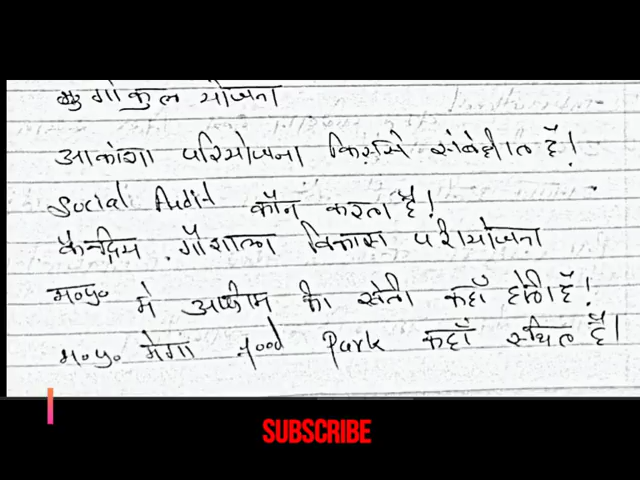 गोकुल योजना
आकांशा परियोजना किससे संबंधीत है!
Social Audit कौन करता है!
केन्द्रिय गौशाला विकास परीयोजना
म०प्र० मे अफीम की खेती कहाँ होती है!
म०प्र० मेगा food Park कहाँ स्थित है।
SUBSCRIBE